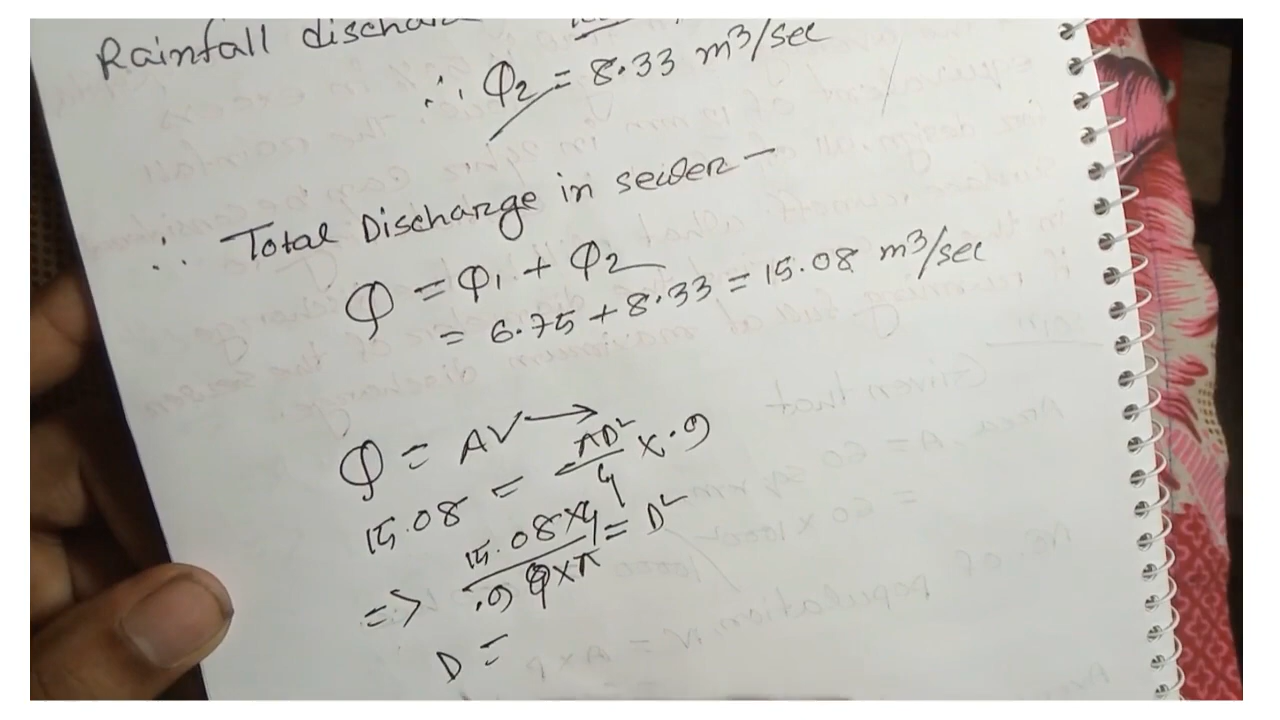 Rainfall discha
∴ Q2 = 8.33 m³/sec
∴ Total Discharge in sewer –
Q = Q1 + Q2
= 6.75 + 8.33 = 15.08 m³/sec
Q = AV →
15.08 = πD²/4 × .9
=> 15.08×4/.9×π = D²
D =